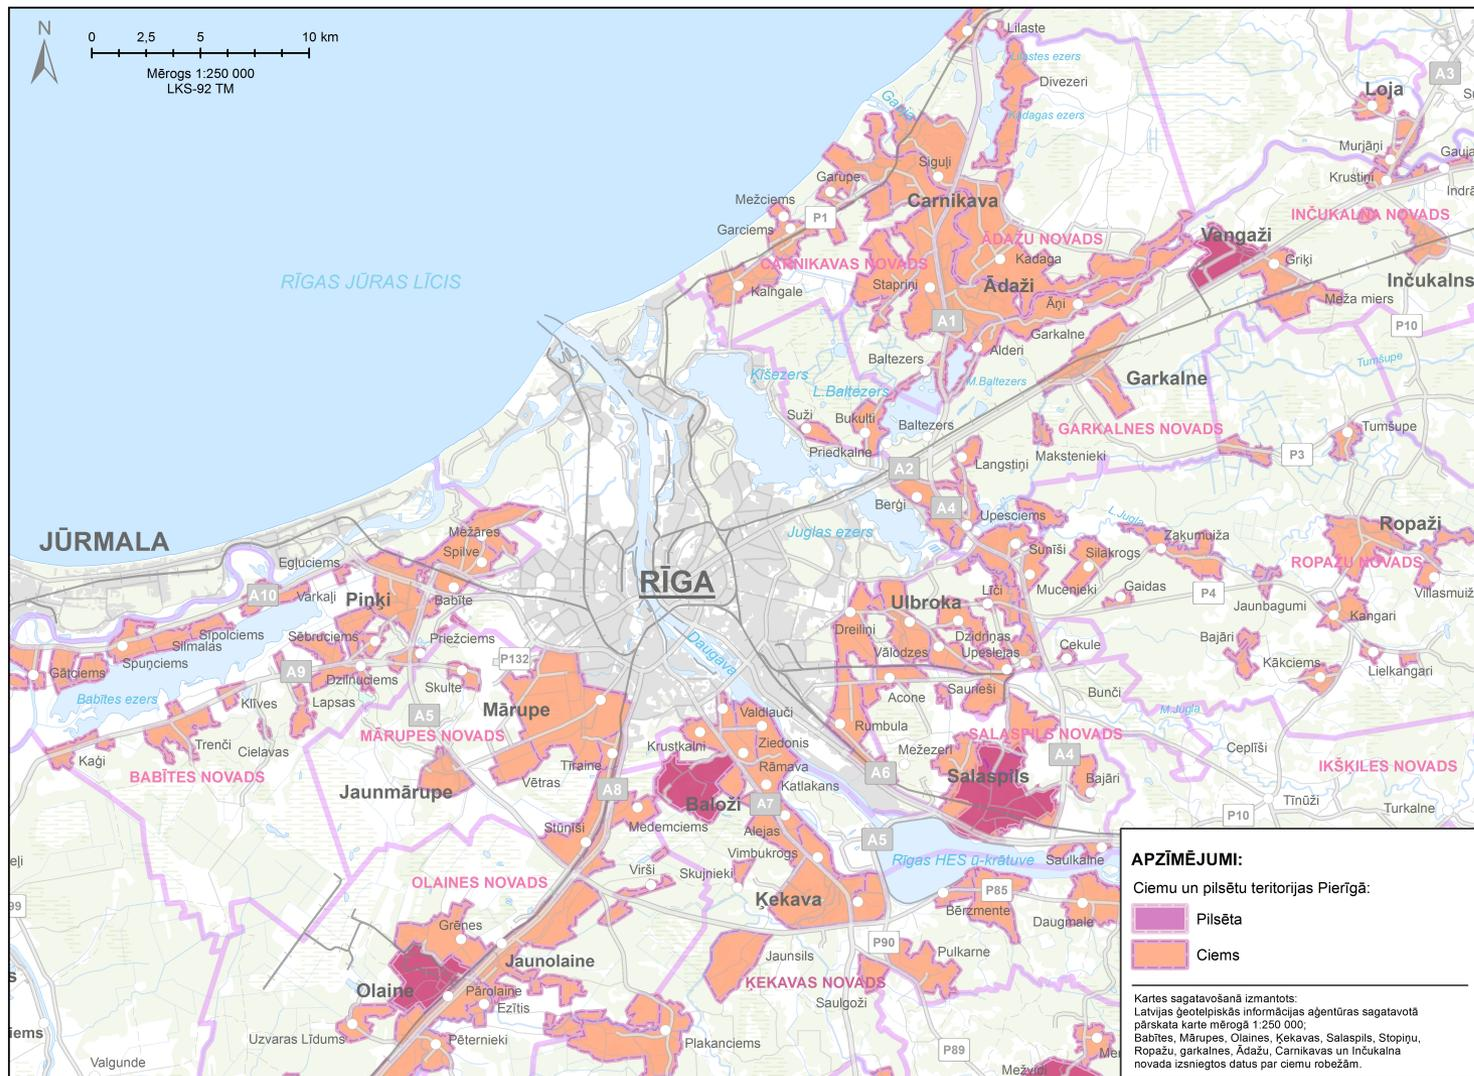 N
0 2,5 5 10 km
Mērogs 1:250 000
LKS-92 TM
Lilaste
Lilastes ezers
Divezeri
A3
Loja
Gauja
Kadagas ezers
Murjāņi
Siguļi
Garupe
Krustiņi
Carnikava
Mežciems
P1
INČUKALNA NOVADS
Garciems
Vangaži
ĀDAŽU NOVADS
CARNIKAVAS NOVADS
Kadaga
Griķi
RĪGAS JŪRAS LĪCIS
Stapriņi
Ādaži
Inčukalns
Kalngale
Āņi
Meža miers
A1
Garkalne
P10
Alderi
Baltezers
Tumšupe
Ķīšezers
L.Baltezers
M.Baltezers
Garkalne
Suži
Bukulti
Baltezers
GARKALNES NOVADS
Tumšupe
Priedkalne
Makstenieki
P3
Langstiņi
A2
Berģi
A4
L.Jugla
Upesciems
Ropaži
Juglas ezers
Mežāres
JŪRMALA
Zaķumuiža
Spilve
Sunīši
Silakrogs
Egļuciems
ROPAŽU NOVADS
RĪGA
A10
Vārkaļi
Piņķi
Babīte
Līči
Mucenieki
Gaidas
P4
Ulbroka
Jaunbagumi
Kangari
Sīpolciems
Silmalas
Sēbruciems
Priežciems
Dreiliņi
Dzidriņas
Bajāri
Daugava
Spuņciems
P132
Vālodzes
Upeslejas
Cekule
Kākciems
Lielkangari
Gātciems
A9
Dzilnuciems
Skulte
Saurieši
Babītes ezers
Klīves
Lapsas
Acone
Bunči
A5
Mārupe
Valdlauči
M.Jugla
Rumbula
MĀRUPES NOVADS
Krustkalni
Ziedonis
SALASPILS NOVADS
Trenči
Cielavas
Mežezeri
Ceplīši
Kaģi
BABĪTES NOVADS
Tīraine
Rāmava
A4
IKŠĶILES NOVADS
Vētras
A6
Salaspils
Bajāri
Jaunmārupe
A8
Katlakans
Baloži
A7
Tīnūži
Turkalne
Medemciems
P10
Stūnīši
Alejas
A5
Vimbukrogs
Rīgas HES ū-krātuve
Saulkalne
OLAINES NOVADS
Virši
Skujnieki
Ķekava
P85
Bērzmente
Daugmale
Grēnes
P90
Pulkarne
Jaunolaine
Jaunsils
ĶEKAVAS NOVADS
Olaine
Pārolaine
Ezītis
Saulgoži
Uzvaras Līdums
Pēternieki
Plakanciems
P89
Valgunde
APZĪMĒJUMI:
Ciemu un pilsētu teritorijas Pierīgā:
Pilsēta
Ciems
Kartes sagatavošanā izmantots:
Latvijas ģeotelpiskās informācijas aģentūras sagatavotā
pārskata karte mērogā 1:250 000;
Babītes, Mārupes, Olaines, Ķekavas, Salaspils, Stopiņu,
Ropažu, garkalnes, Ādažu, Carnikavas un Inčukalna
novada izsniegtos datus par ciemu robežām.